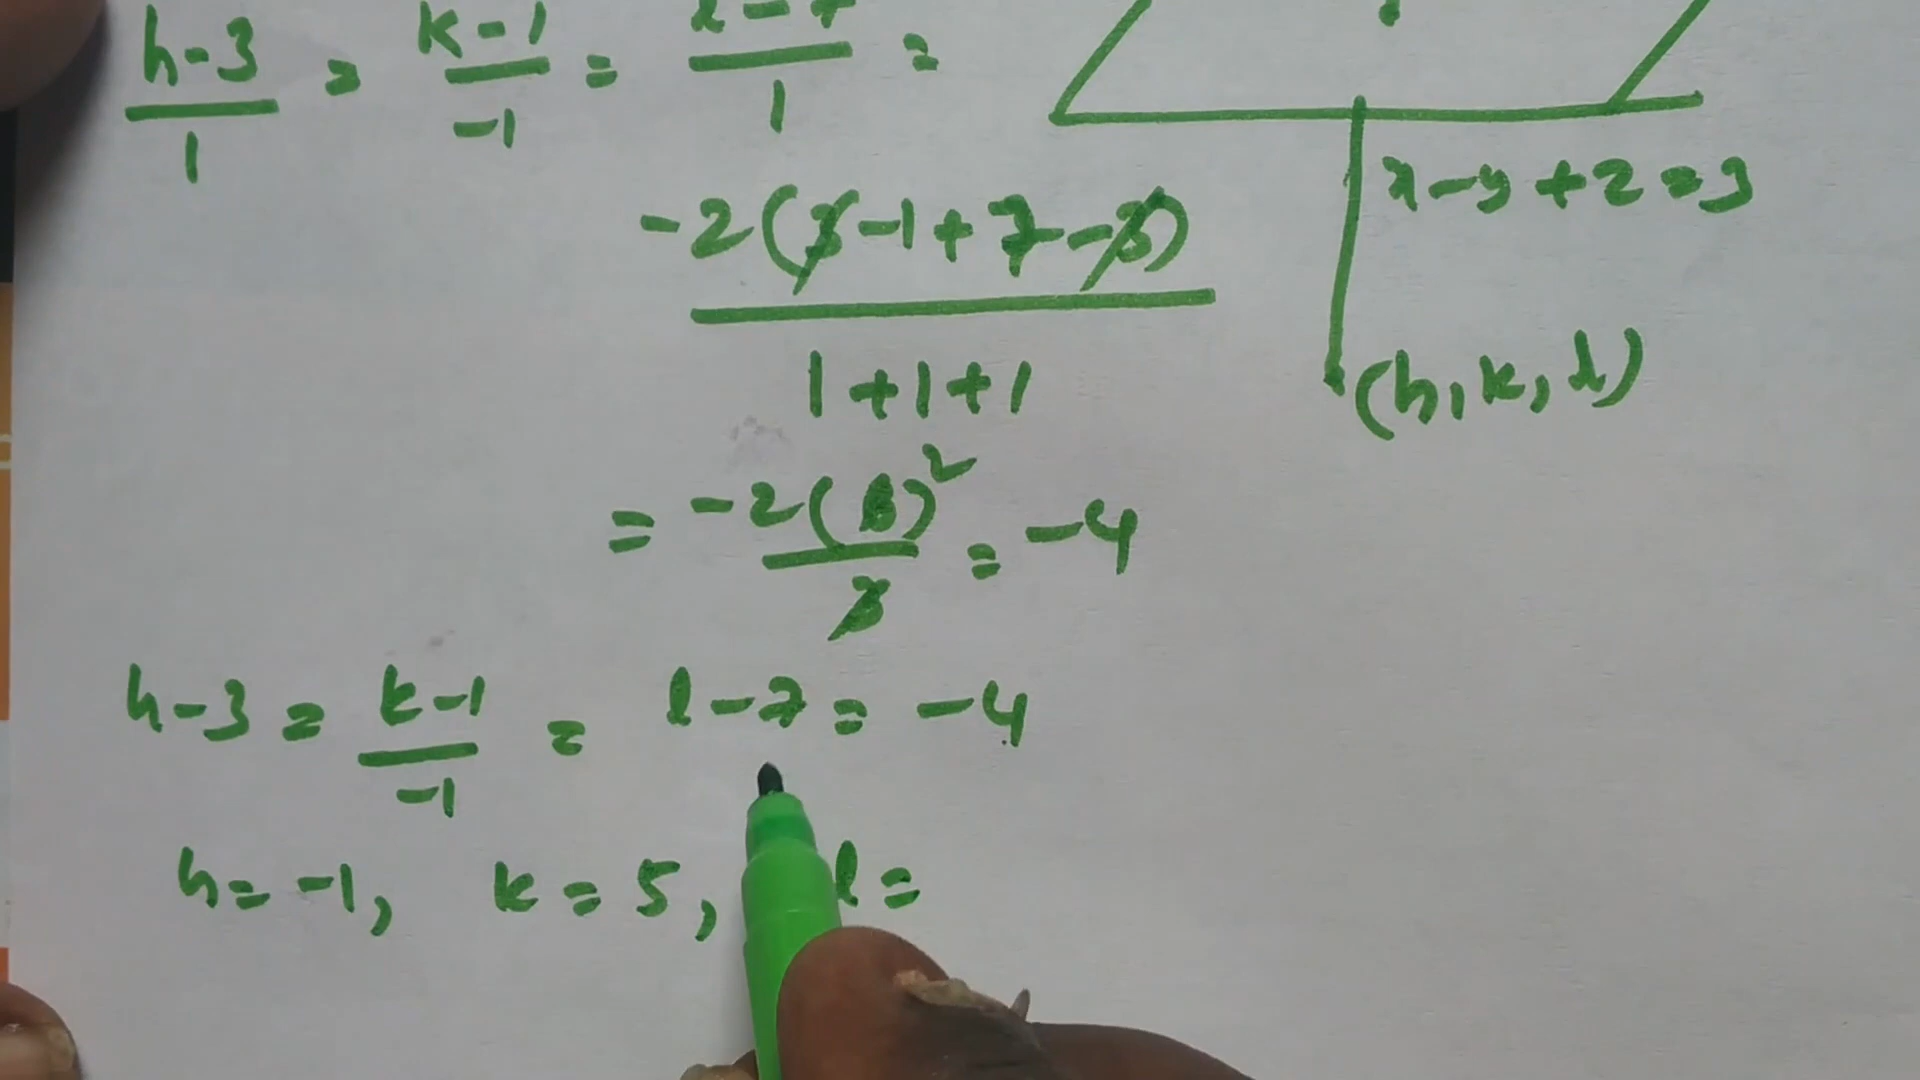 h-3/1 = k-1/-1 = l-7/1 =
-2(3-1+7-3)/1+1+1
x-y+z=3
(h, k, l)
= -2(6)²/3 = -4
h-3 = k-1/-1 = l-7 = -4
h=-1, k=5, l=